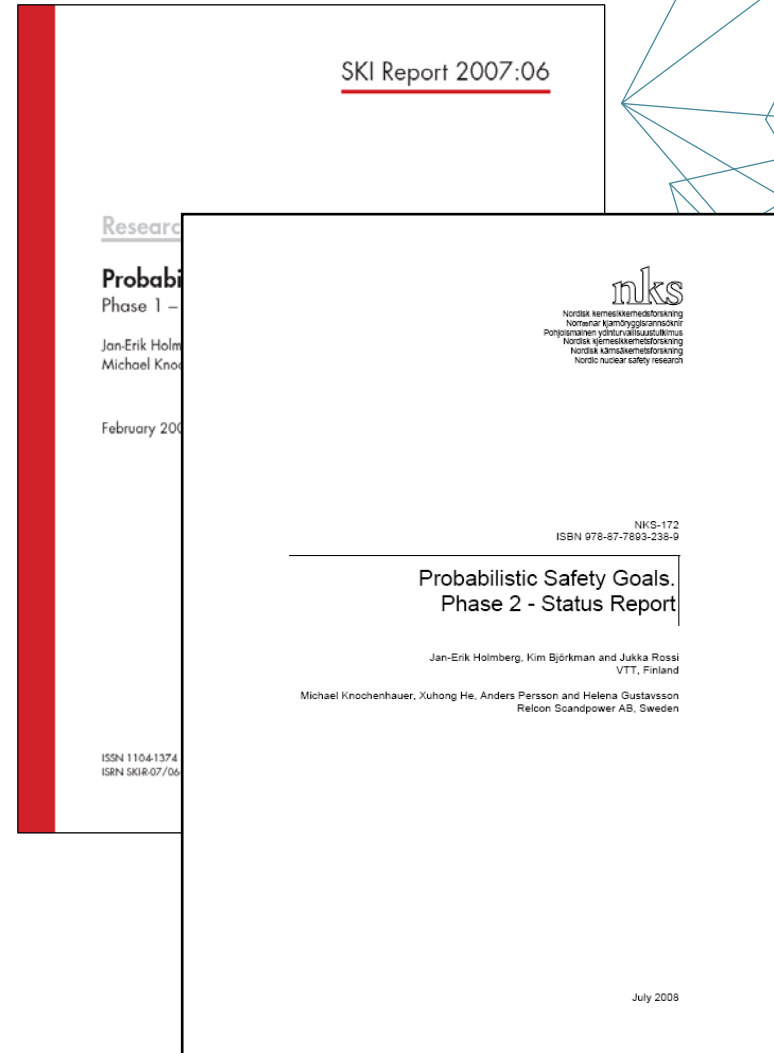 SKI Report 2007:06
Researc
Probabi
Phase 1 –
Jan-Erik Holm
Michael Knoc
February 200
ISSN 1104-1374
ISRN SKI-R-07/06
nks
Nordisk kernesikkerhedsforskning
Norrænar kjarnöryggisrannsóknir
Pohjoismainen ydinturvallisuustutkimus
Nordisk kjernesikkerhetsforskning
Nordisk kärnsäkerhetsforskning
Nordic nuclear safety research
NKS-172
ISBN 978-87-7893-238-9
Probabilistic Safety Goals.
Phase 2 - Status Report
Jan-Erik Holmberg, Kim Björkman and Jukka Rossi
VTT, Finland
Michael Knochenhauer, Xuhong He, Anders Persson and Helena Gustavsson
Relcon Scandpower AB, Sweden
July 2008